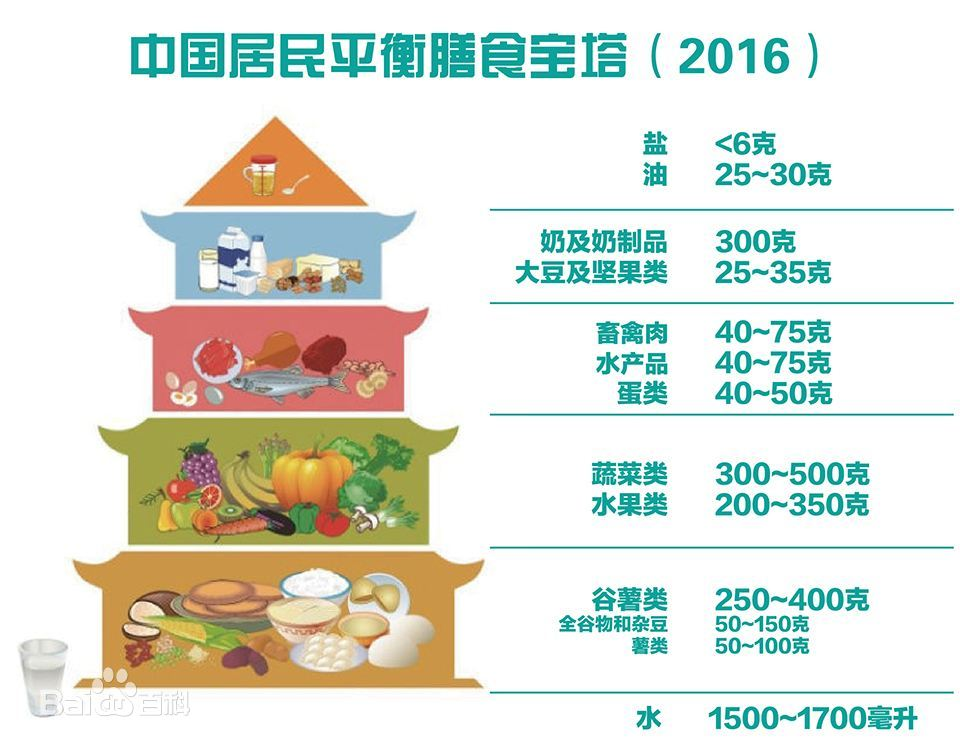 中国居民平衡膳食宝塔（2016）
盐 <6克
油 25~30克
奶及奶制品 300克
大豆及坚果类 25~35克
畜禽肉 40~75克
水产品 40~75克
蛋类 40~50克
蔬菜类 300~500克
水果类 200~350克
谷薯类 250~400克
全谷物和杂豆 50~150克
薯类 50~100克
水 1500~1700毫升
Bai百科